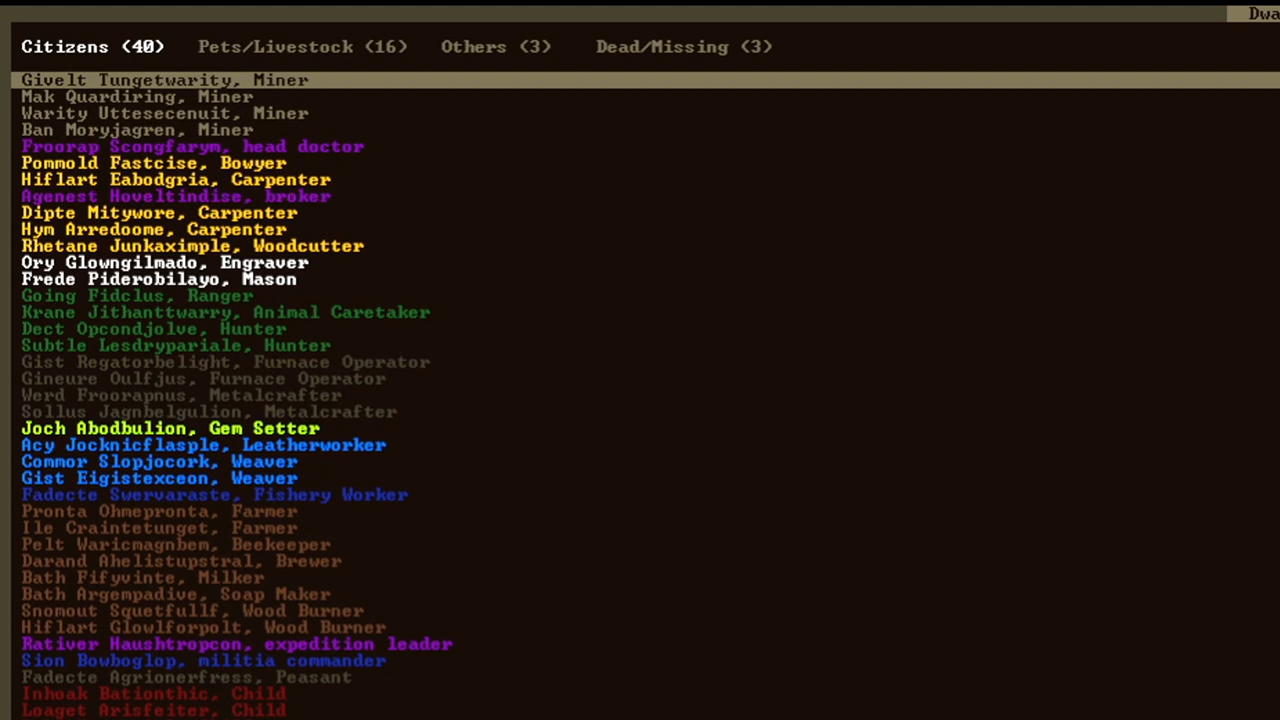 Dwa
Citizens (40) Pets/Livestock (16) Others (3) Dead/Missing (3)
Givelt Tungetwarity, Miner
Mak Quardiring, Miner
Warity Uttesecenuit, Miner
Ban Moryjagren, Miner
Froorap Scongfarym, head doctor
Pommold Fastcise, Bowyer
Hiflart Eabodgria, Carpenter
Agenest Hoveltindise, broker
Dipte Mitywore, Carpenter
Hym Arredoome, Carpenter
Rhetane Junkaximple, Woodcutter
Ory Glowngilmado, Engraver
Frede Piderobilayo, Mason
Going Fidclus, Ranger
Krane Jithanttwarry, Animal Caretaker
Dect Opcondjolve, Hunter
Subtle Lesdrypariale, Hunter
Gist Regatorbelight, Furnace Operator
Gineure Oulfjus, Furnace Operator
Werd Froorapnus, Metalcrafter
Sollus Jagnbelgulion, Metalcrafter
Joch Abodbulion, Gem Setter
Acy Jocknicflasple, Leatherworker
Commor Slopjocork, Weaver
Gist Eigistexceon, Weaver
Fadecte Swervaraste, Fishery Worker
Pronta Ohmepronta, Farmer
Ile Craintetunget, Farmer
Pelt Waricmagnbem, Beekeeper
Darand Ahelistupstral, Brewer
Bath Fifyvinte, Milker
Bath Argempadive, Soap Maker
Snomout Squetfullf, Wood Burner
Hiflart Glowlforpolt, Wood Burner
Rativer Haushtropcon, expedition leader
Sion Bowboglop, militia commander
Fadecte Agrionerfress, Peasant
Inhoak Bationthic, Child
Loaget Arisfeiter, Child